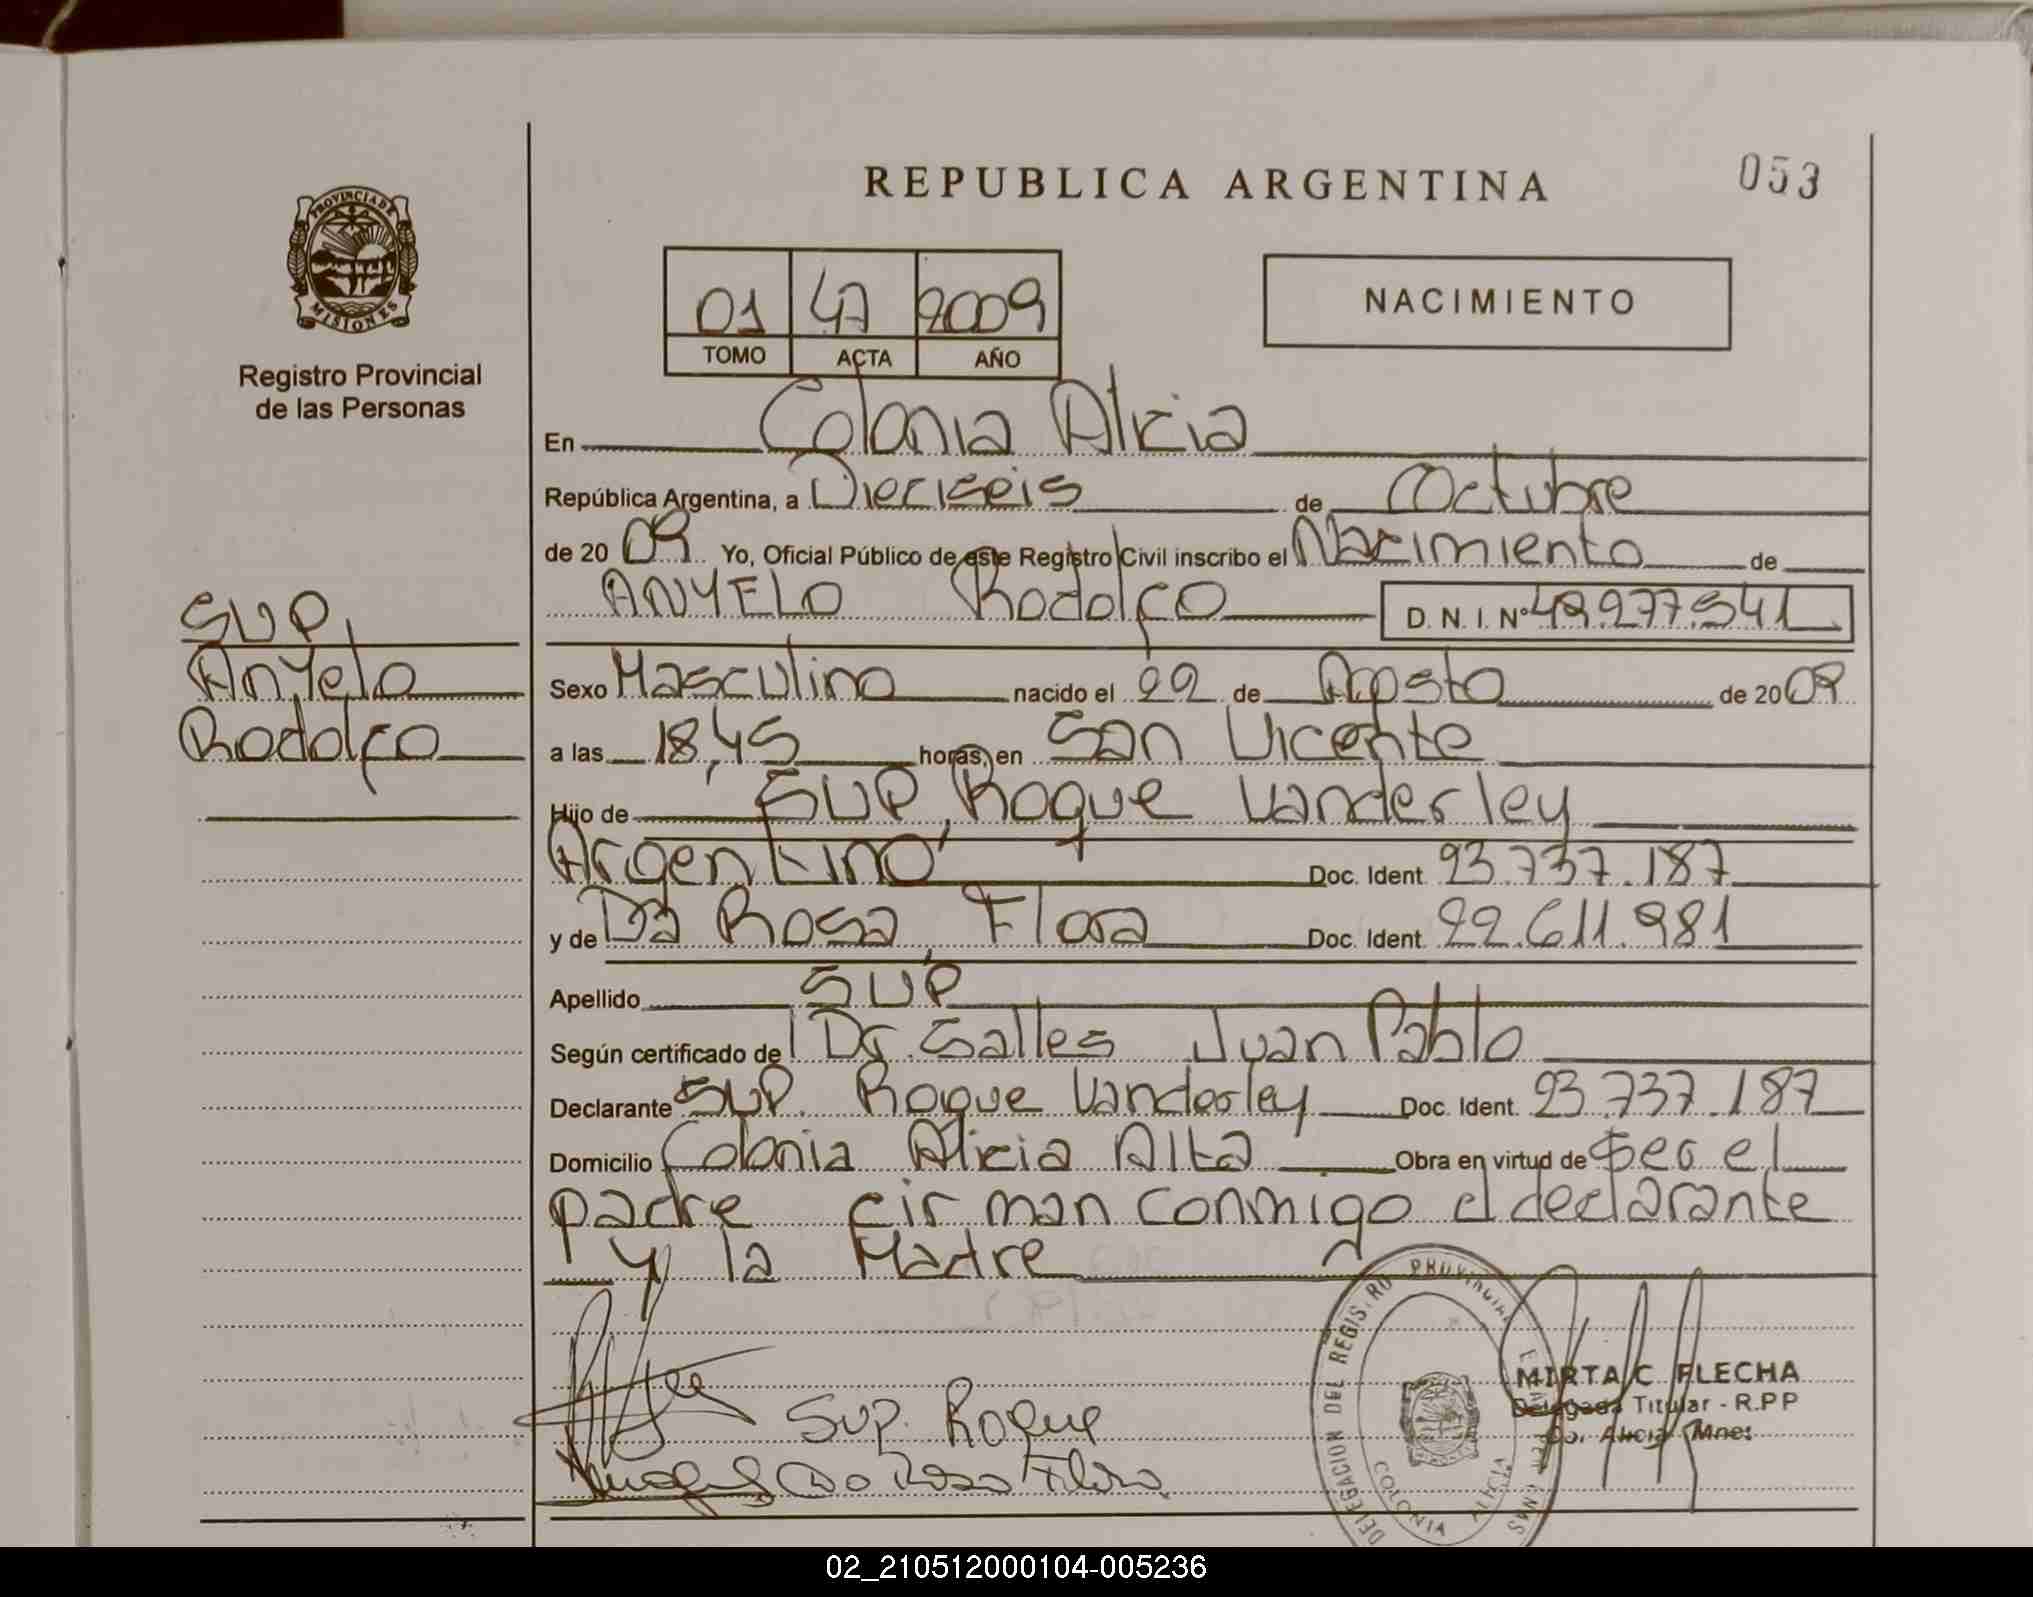 053
REPUBLICA ARGENTINA
PROVINCIA DE
MISIONES
Registro Provincial
de las Personas
01 47 2009
TOMO ACTA AÑO
NACIMIENTO
En Colonia Alicia
República Argentina, a Dieciseis de Octubre
de 2009 Yo, Oficial Público de este Registro Civil inscribo el Nacimiento de
ANYELO Rodolfo D. N. I. Nº 49.277.541
SUP,
Anyelo
Rodolfo
Sexo Masculino nacido el 22 de Agosto de 2009
a las 18,45 horas, en San Vicente
Hijo de SUP, Roque Vanderley
Argentino Doc. Ident. 93.737.187
y de Da Rosa, Flora Doc. Ident. 22.611.981
Apellido SUP
Según certificado de Dr. Salles Juan Pablo
Declarante SUP. Roque Vanderley Doc. Ident. 93.737.187
Domicilio Colonia Alicia Alta Obra en virtud de Ser el
padre firman conmigo el declarante
y la Madre
DELEGACION DEL REGISTRO PROVINCIAL
COLONIA ALICIA
MIRTA C. FLECHA
Delegada Titular - R.PP
Co. Alicia Mnes
Sup. Roque
Da Rosa Flora
02_210512000104-005236